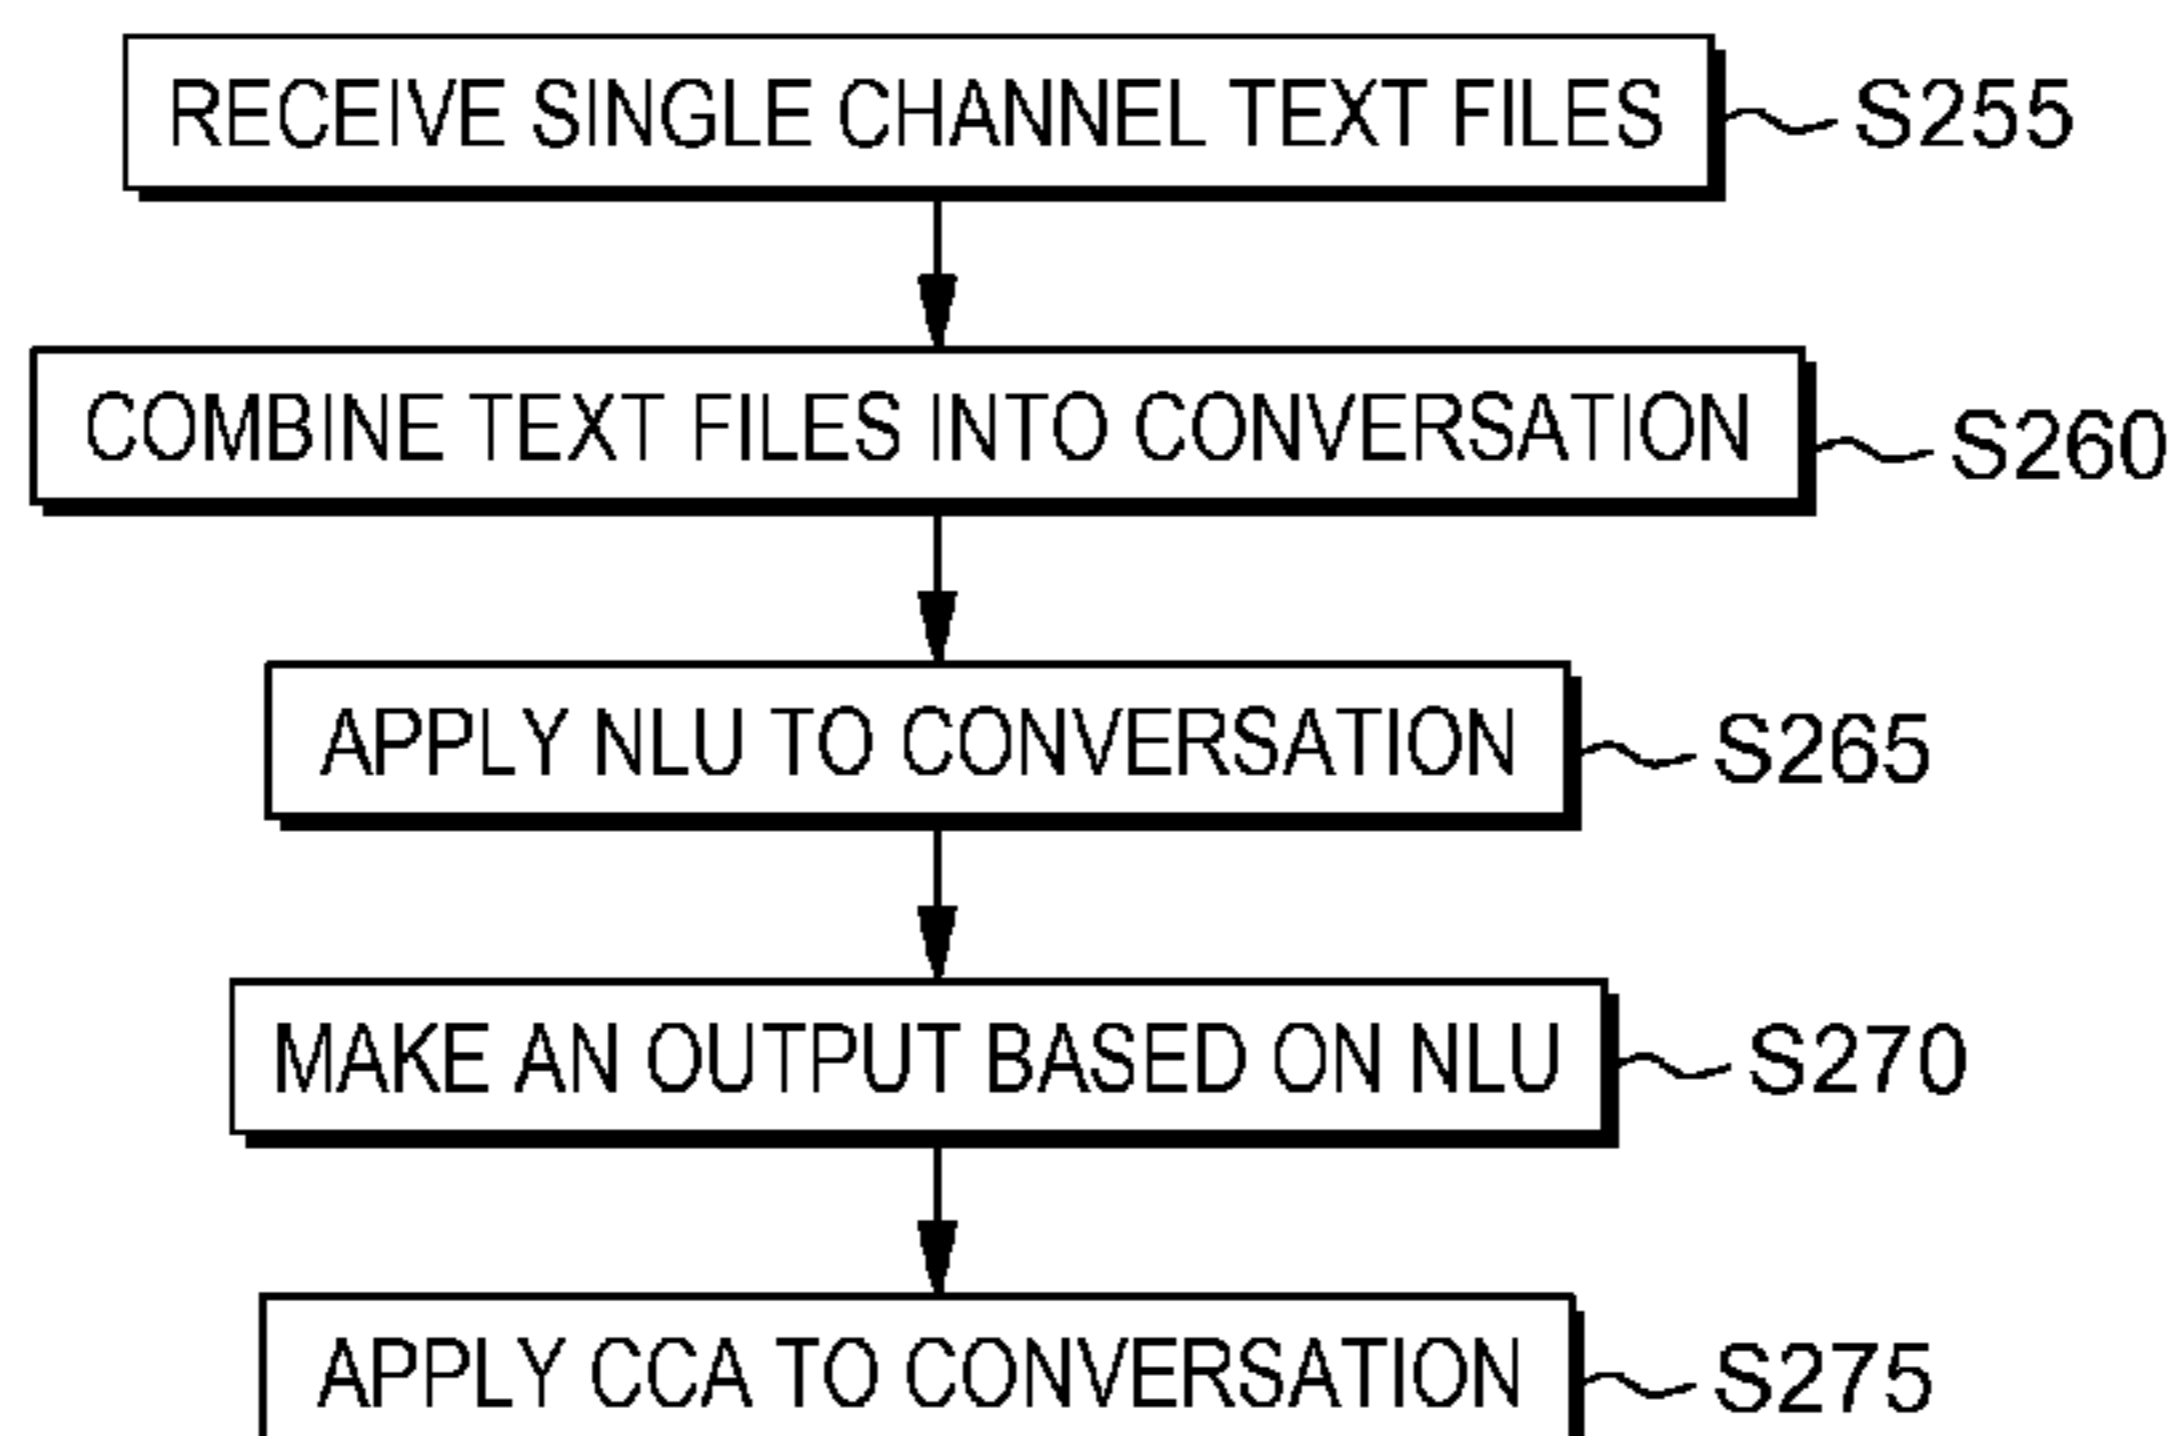 RECEIVE SINGLE CHANNEL TEXT FILES S255
COMBINE TEXT FILES INTO CONVERSATION S260
APPLY NLU TO CONVERSATION S265
MAKE AN OUTPUT BASED ON NLU S270
APPLY CCA TO CONVERSATION S275